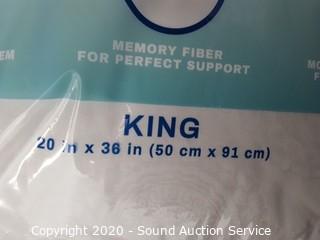 MEMORY FIBER
FOR PERFECT SUPPORT
KING
20 in x 36 in (50 cm x 91 cm)
Copyright 2020 - Sound Auction Service